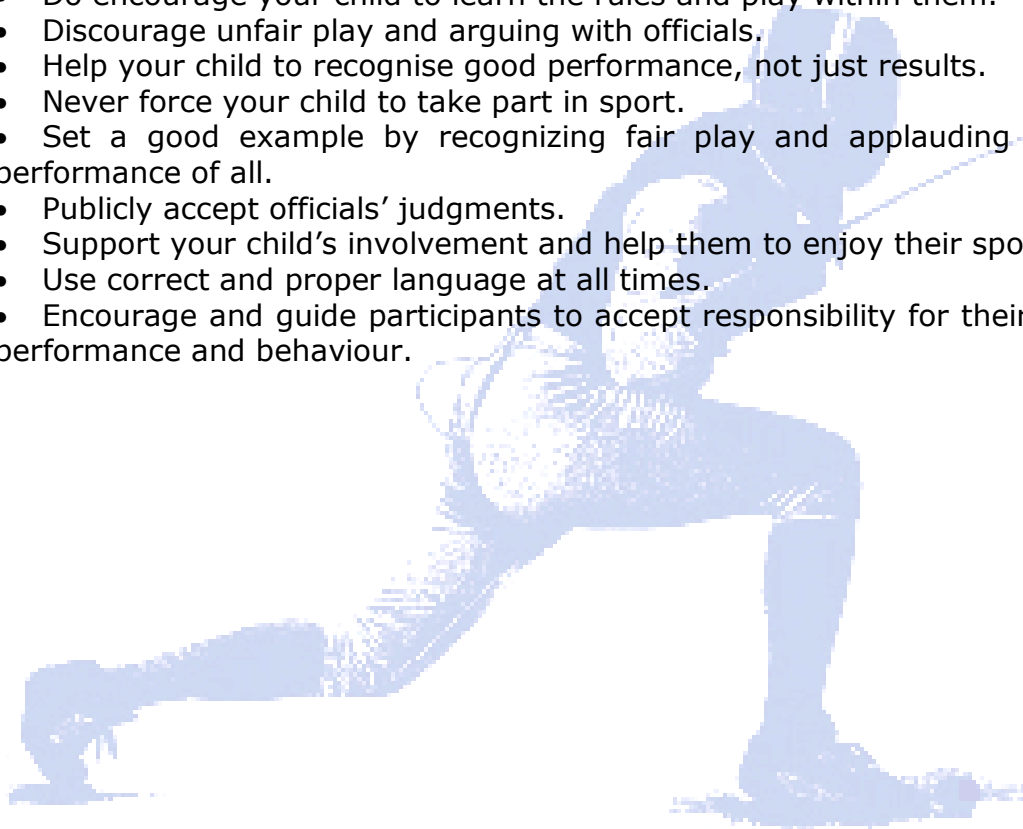 • Do encourage your child to learn the rules and play within them.
• Discourage unfair play and arguing with officials.
• Help your child to recognise good performance, not just results.
• Never force your child to take part in sport.
• Set a good example by recognizing fair play and applauding
performance of all.
• Publicly accept officials’ judgments.
• Support your child’s involvement and help them to enjoy their spo
• Use correct and proper language at all times.
• Encourage and guide participants to accept responsibility for their
performance and behaviour.